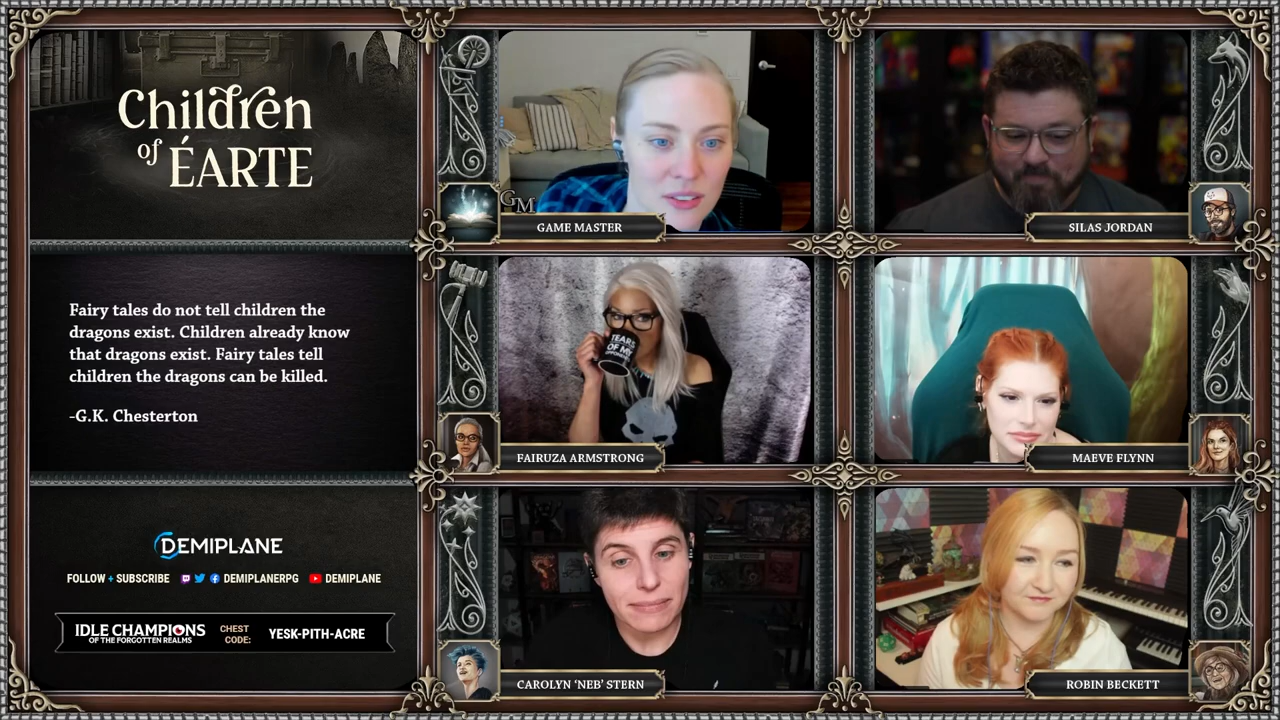 Children
of ÉARTE
Fairy tales do not tell children the
dragons exist. Children already know
that dragons exist. Fairy tales tell
children the dragons can be killed.
-G.K. Chesterton
DEMIPLANE
FOLLOW + SUBSCRIBE DEMIPLANERPG DEMIPLANE
IDLE CHAMPIONS
OF THE FORGOTTEN REALMS
CHEST
CODE:
YESK-PITH-ACRE
GM
GAME MASTER
SILAS JORDAN
TEARS
OF MY
FAIRUZA ARMSTRONG
MAEVE FLYNN
CAROLYN ‘NEB’ STERN
ROBIN BECKETT